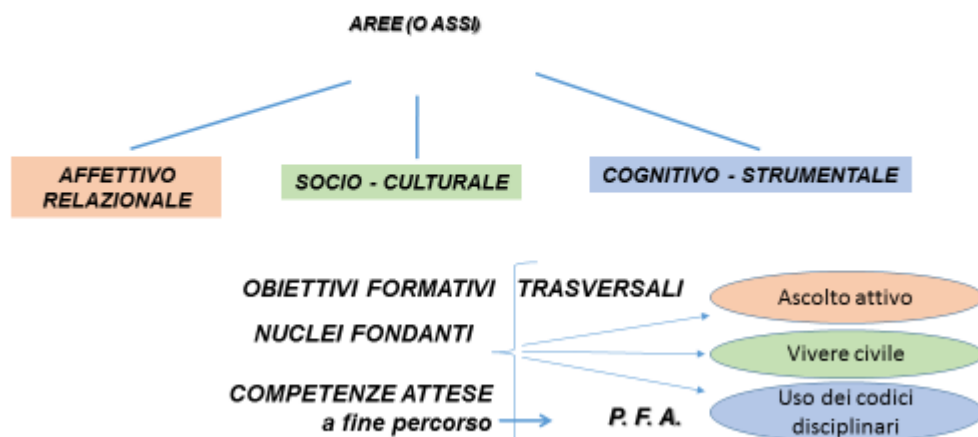 AREE (O ASSI)
AFFETTIVO
RELAZIONALE
SOCIO - CULTURALE
COGNITIVO - STRUMENTALE
OBIETTIVI FORMATIVI TRASVERSALI
Ascolto attivo
NUCLEI FONDANTI
Vivere civile
COMPETENZE ATTESE
a fine percorso
P. F. A.
Uso dei codici
disciplinari